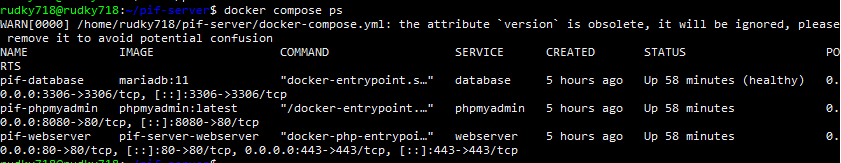 rudky718@rudky718:~/pif-server$ docker compose ps
WARN[0000] /home/rudky718/pif-server/docker-compose.yml: the attribute `version` is obsolete, it will be ignored, please
 remove it to avoid potential confusion
NAME             IMAGE                  COMMAND                  SERVICE      CREATED       STATUS                    PO
RTS
pif-database     mariadb:11             "docker-entrypoint.s…"   database     5 hours ago   Up 58 minutes (healthy)   0.
0.0.0:3306->3306/tcp, [::]:3306->3306/tcp
pif-phpmyadmin   phpmyadmin:latest      "/docker-entrypoint.…"   phpmyadmin   5 hours ago   Up 58 minutes             0.
0.0.0:8080->80/tcp, [::]:8080->80/tcp
pif-webserver    pif-server-webserver   "docker-php-entrypoi…"   webserver    5 hours ago   Up 58 minutes             0.
0.0.0:80->80/tcp, [::]:80->80/tcp, 0.0.0.0:443->443/tcp, [::]:443->443/tcp
rudky718@rudky718:~/pif-server$